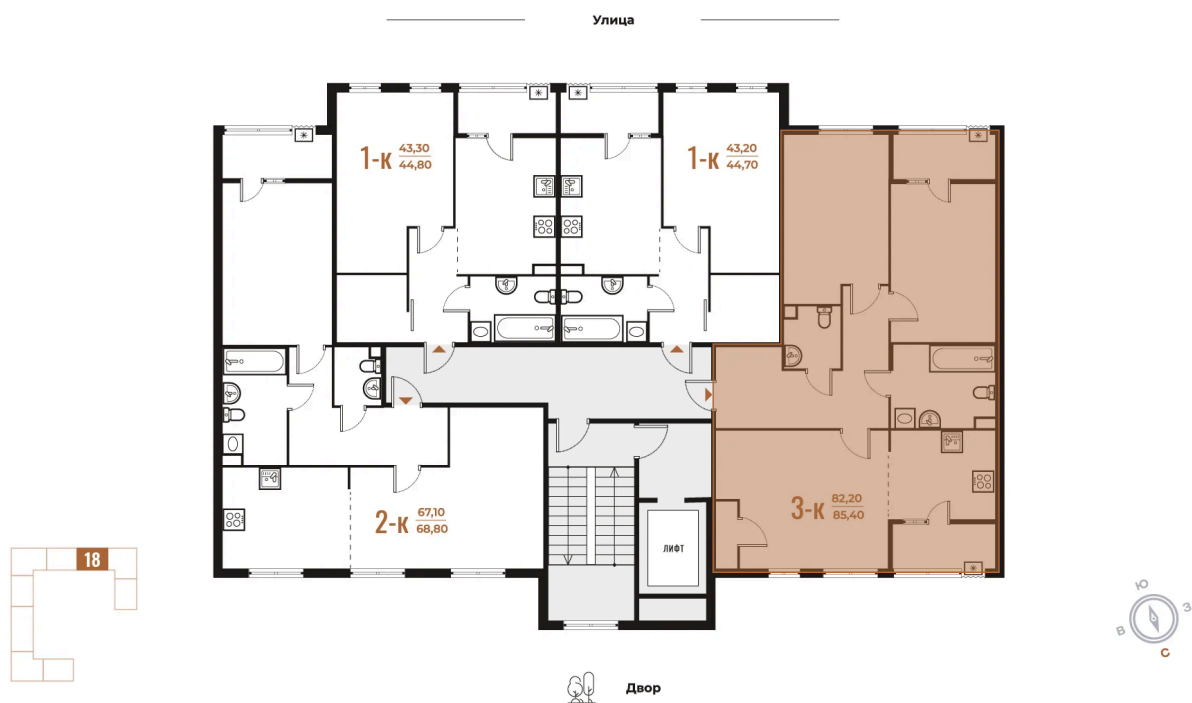 Улица
1-к 43,30
44,80
1-к 43,20
44,70
2-к 67,10
68,80
3-к 82,20
85,40
ЛИФТ
18
Ю
В
З
С
Двор